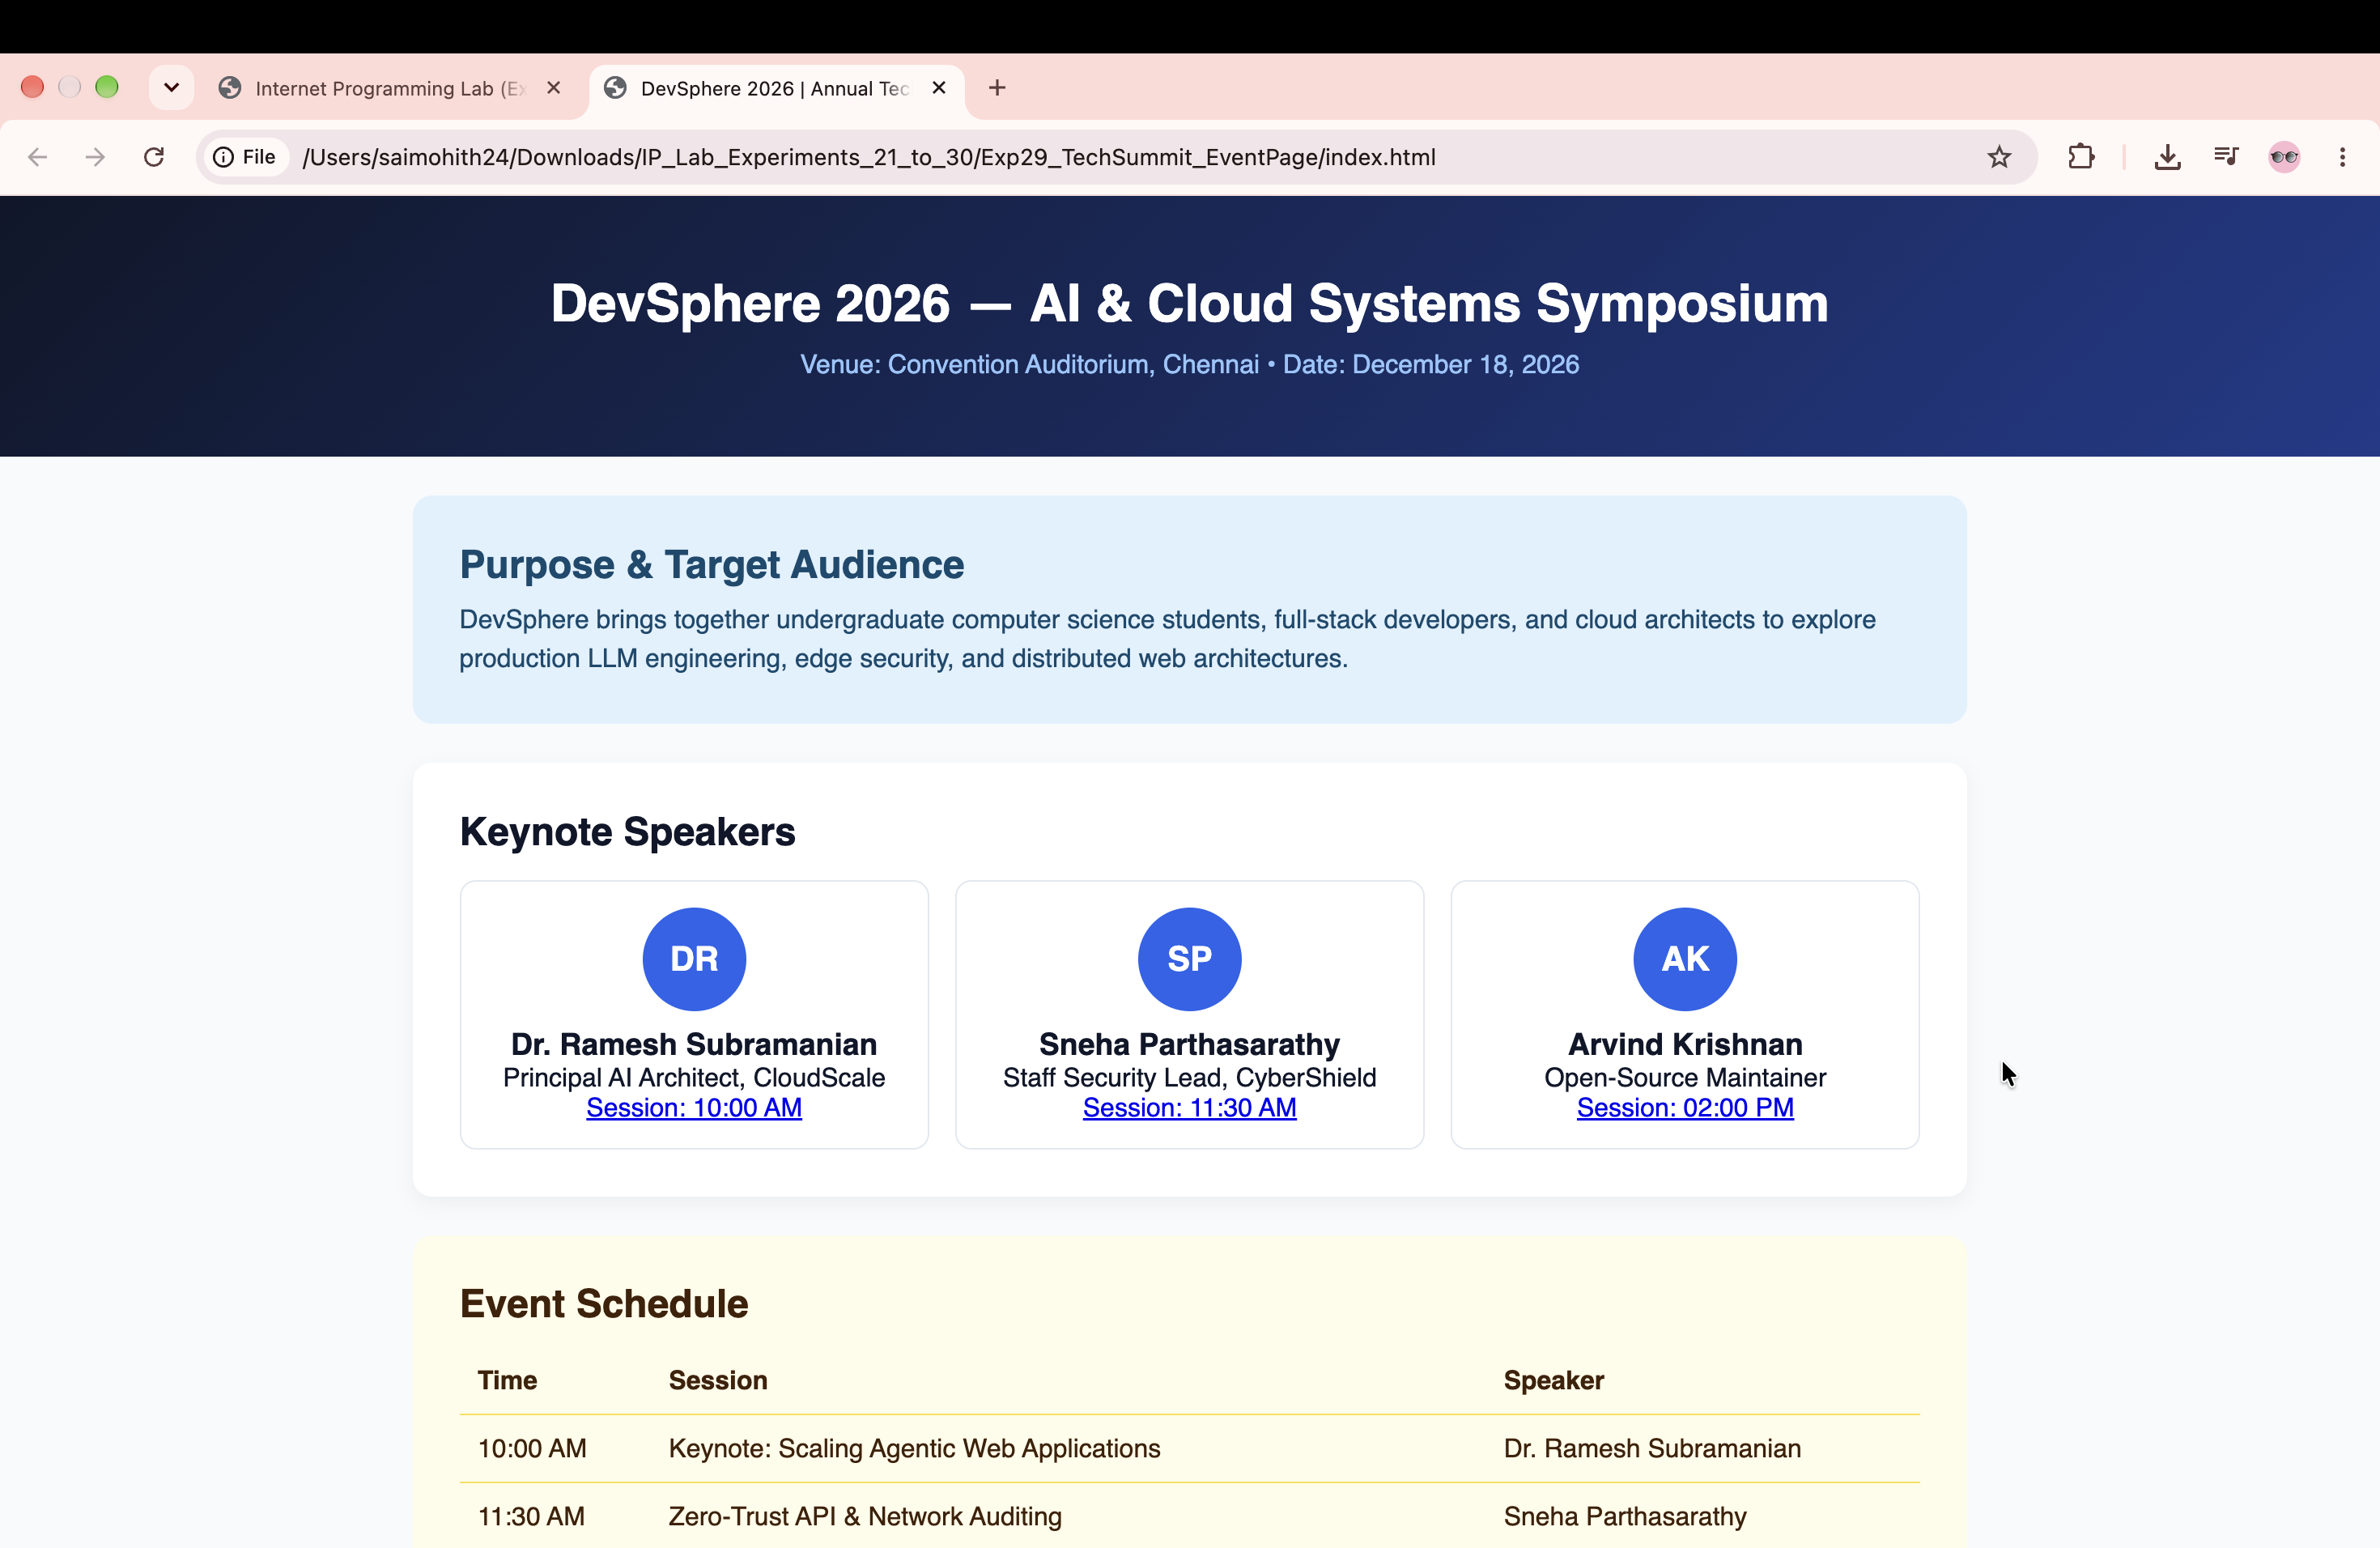 Internet Programming Lab (Ex
DevSphere 2026 | Annual Tec
File
/Users/saimohith24/Downloads/IP_Lab_Experiments_21_to_30/Exp29_TechSummit_EventPage/index.html
DevSphere 2026 — AI & Cloud Systems Symposium
Venue: Convention Auditorium, Chennai • Date: December 18, 2026
Purpose & Target Audience
DevSphere brings together undergraduate computer science students, full-stack developers, and cloud architects to explore
production LLM engineering, edge security, and distributed web architectures.
Keynote Speakers
DR
Dr. Ramesh Subramanian
Principal AI Architect, CloudScale
Session: 10:00 AM
SP
Sneha Parthasarathy
Staff Security Lead, CyberShield
Session: 11:30 AM
AK
Arvind Krishnan
Open-Source Maintainer
Session: 02:00 PM
Event Schedule
Time Session Speaker
10:00 AM Keynote: Scaling Agentic Web Applications Dr. Ramesh Subramanian
11:30 AM Zero-Trust API & Network Auditing Sneha Parthasarathy